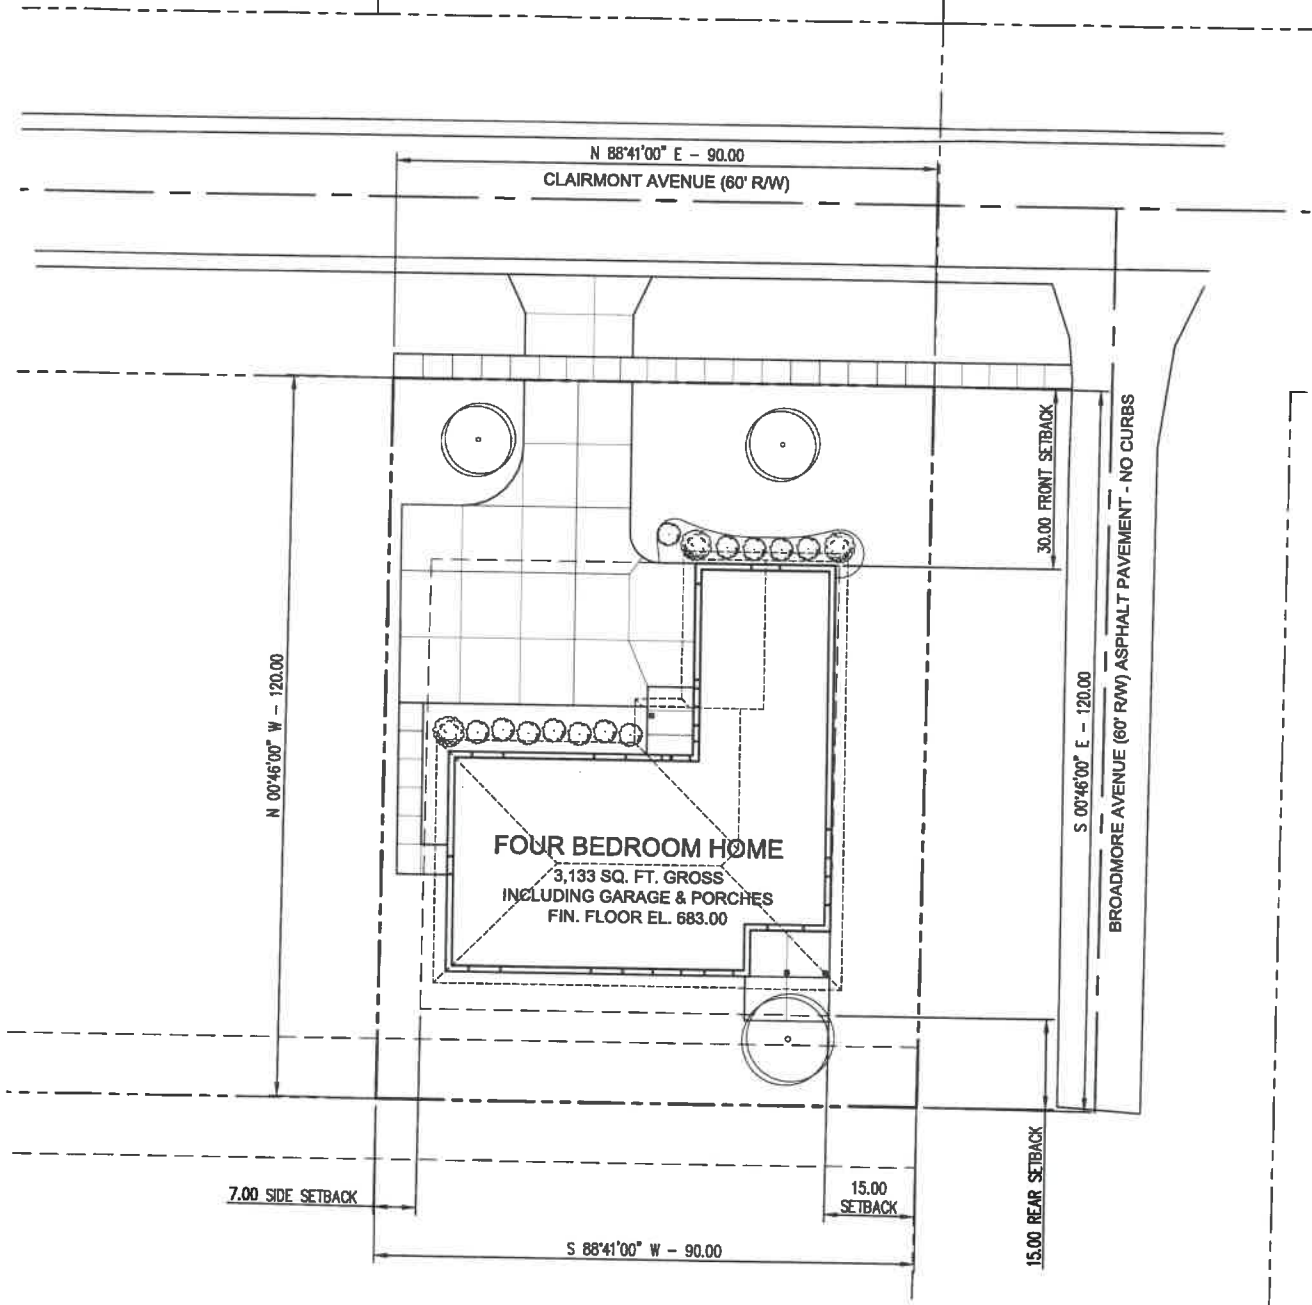 N 88°41'00" E - 90.00
CLAIRMONT AVENUE (60' R/W)
30.00 FRONT SETBACK
BROADMORE AVENUE (60' R/W) ASPHALT PAVEMENT - NO CURBS
N 00°46'00" W - 120.00
S 00°46'00" E - 120.00
FOUR BEDROOM HOME
3,133 SQ. FT. GROSS
INCLUDING GARAGE & PORCHES
FIN. FLOOR EL. 683.00
7.00 SIDE SETBACK
15.00
SETBACK
15.00 REAR SETBACK
S 88°41'00" W - 90.00